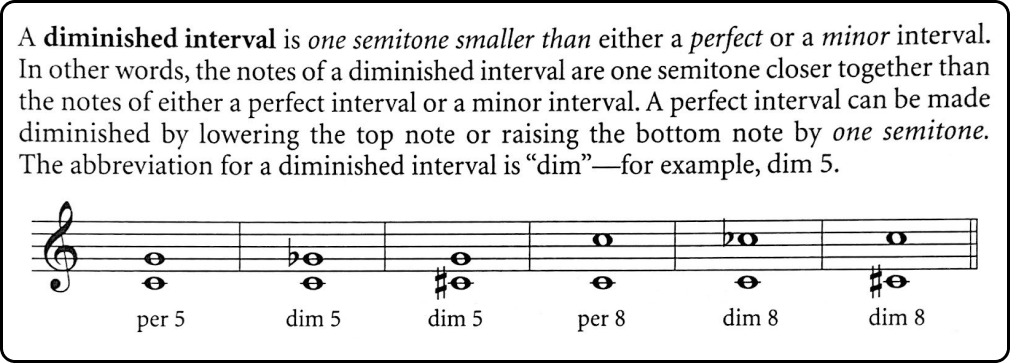 A diminished interval is one semitone smaller than either a perfect or a minor interval.
In other words, the notes of a diminished interval are one semitone closer together than
the notes of either a perfect interval or a minor interval. A perfect interval can be made
diminished by lowering the top note or raising the bottom note by one semitone.
The abbreviation for a diminished interval is “dim”—for example, dim 5.
per 5 dim 5 dim 5 per 8 dim 8 dim 8